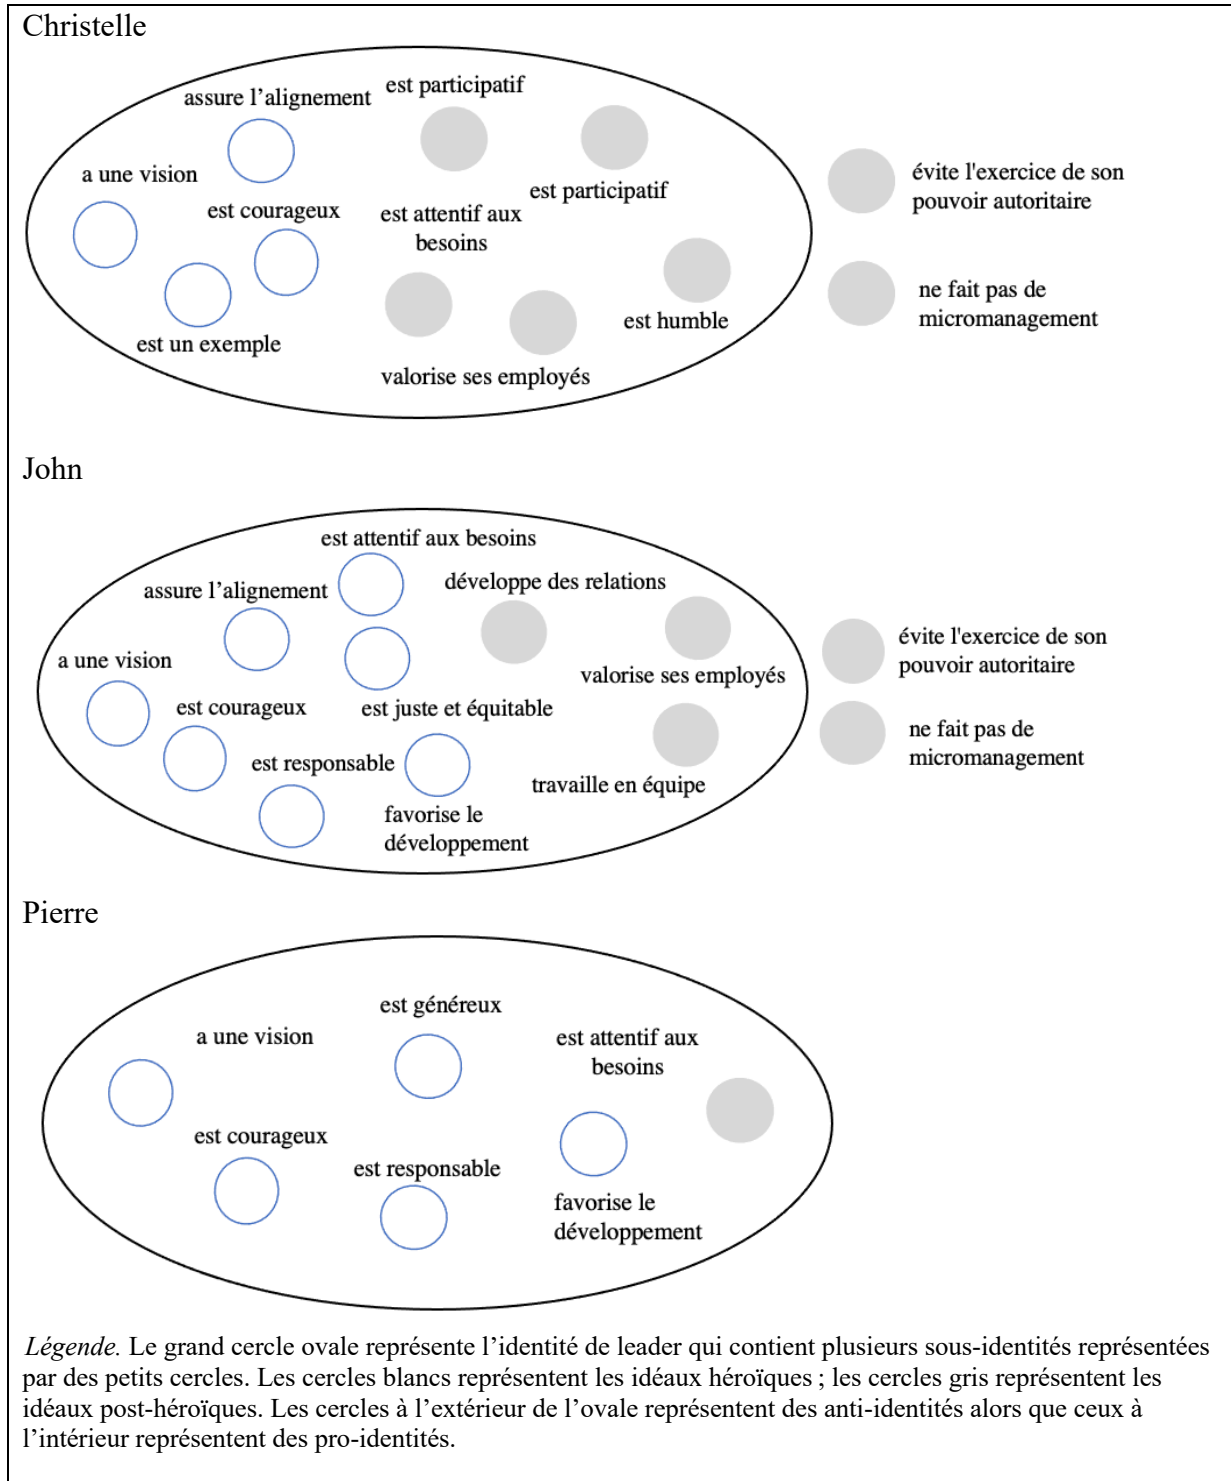 Christelle
assure l’alignement
est participatif
a une vision
est courageux
est participatif
est attentif aux
besoins
est un exemple
est humble
valorise ses employés
évite l'exercice de son
pouvoir autoritaire
ne fait pas de
micromanagement
John
est attentif aux besoins
assure l’alignement
développe des relations
a une vision
valorise ses employés
est courageux
est juste et équitable
est responsable
travaille en équipe
favorise le
développement
évite l'exercice de son
pouvoir autoritaire
ne fait pas de
micromanagement
Pierre
est généreux
a une vision
est attentif aux
besoins
est courageux
est responsable
favorise le
développement
Légende. Le grand cercle ovale représente l’identité de leader qui contient plusieurs sous-identités représentées
par des petits cercles. Les cercles blancs représentent les idéaux héroïques ; les cercles gris représentent les
idéaux post-héroïques. Les cercles à l’extérieur de l’ovale représentent des anti-identités alors que ceux à
l’intérieur représentent des pro-identités.